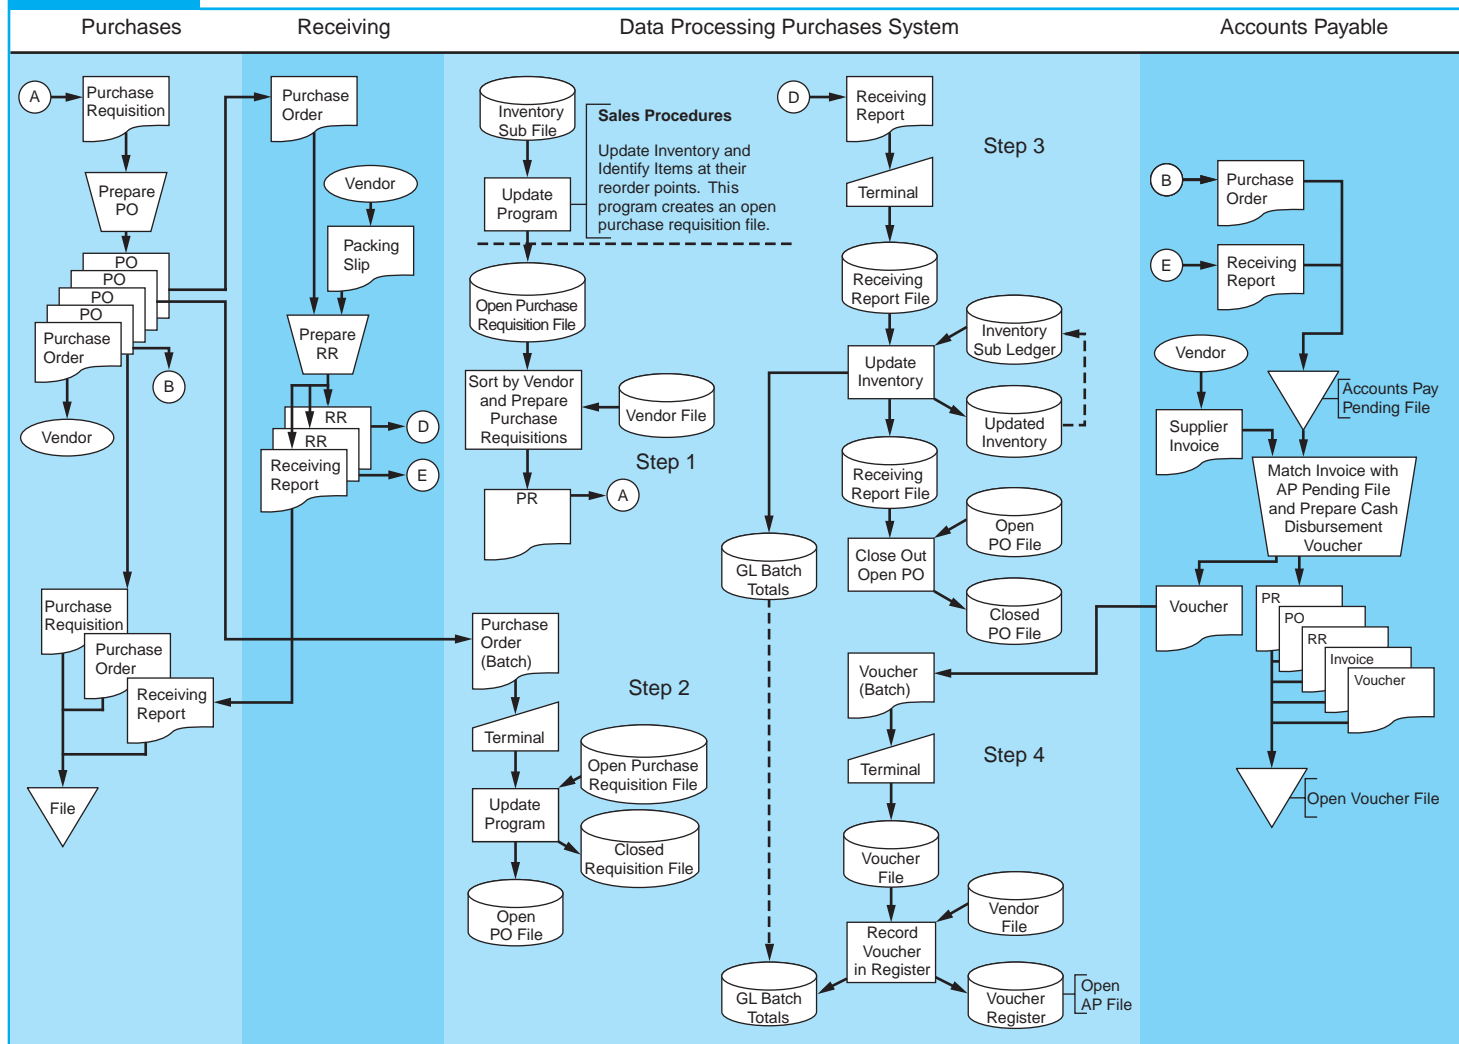 Purchases
Receiving
Data Processing Purchases System
Accounts Payable
A
Purchase
Requisition
Prepare
PO
PO
PO
PO
PO
Purchase
Order
B
Vendor
Purchase
Requisition
Purchase
Order
Receiving
Report
File
Purchase
Order
Vendor
Packing
Slip
Prepare
RR
RR
RR
Receiving
Report
D
E
Inventory
Sub File
Update
Program
Sales Procedures
Update Inventory and
Identify Items at their
reorder points. This
program creates an open
purchase requisition file.
Open Purchase
Requisition File
Sort by Vendor
and Prepare
Purchase
Requisitions
Vendor File
Step 1
PR
A
Purchase
Order
(Batch)
Step 2
Terminal
Open Purchase
Requisition File
Update
Program
Closed
Requisition File
Open
PO File
D
Receiving
Report
Step 3
Terminal
Receiving
Report File
Inventory
Sub Ledger
Update
Inventory
Updated
Inventory
Receiving
Report File
Open
PO File
Close Out
Open PO
Closed
PO File
GL Batch
Totals
Voucher
(Batch)
Step 4
Terminal
Voucher
File
Vendor
File
Record
Voucher
in Register
GL Batch
Totals
Voucher
Register
Open
AP File
B
Purchase
Order
E
Receiving
Report
Vendor
Accounts Pay
Pending File
Supplier
Invoice
Match Invoice with
AP Pending File
and Prepare Cash
Disbursement
Voucher
Voucher
PR
PO
RR
Invoice
Voucher
Open Voucher File